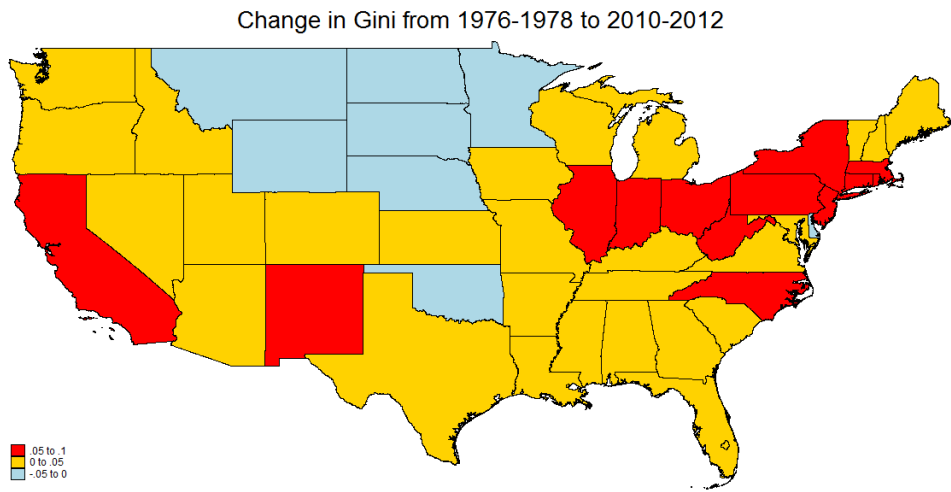 Change in Gini from 1976-1978 to 2010-2012
.05 to .1
0 to .05
-.05 to 0